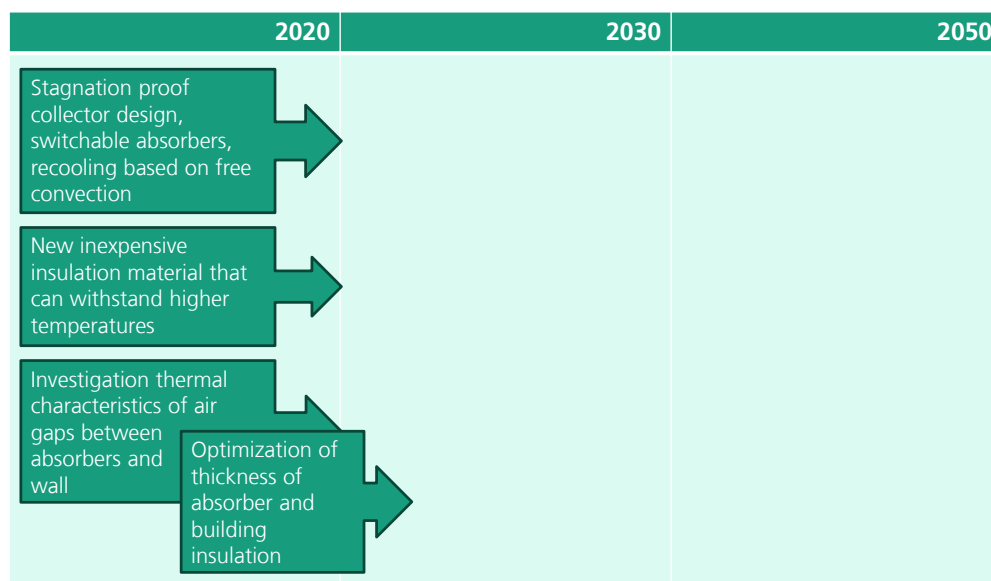 2020 2030 2050
Stagnation proof
collector design,
switchable absorbers,
recooling based on free
convection
New inexpensive
insulation material that
can withstand higher
temperatures
Investigation thermal
characteristics of air
gaps between
absorbers and
wall
Optimization of
thickness of
absorber and
building
insulation